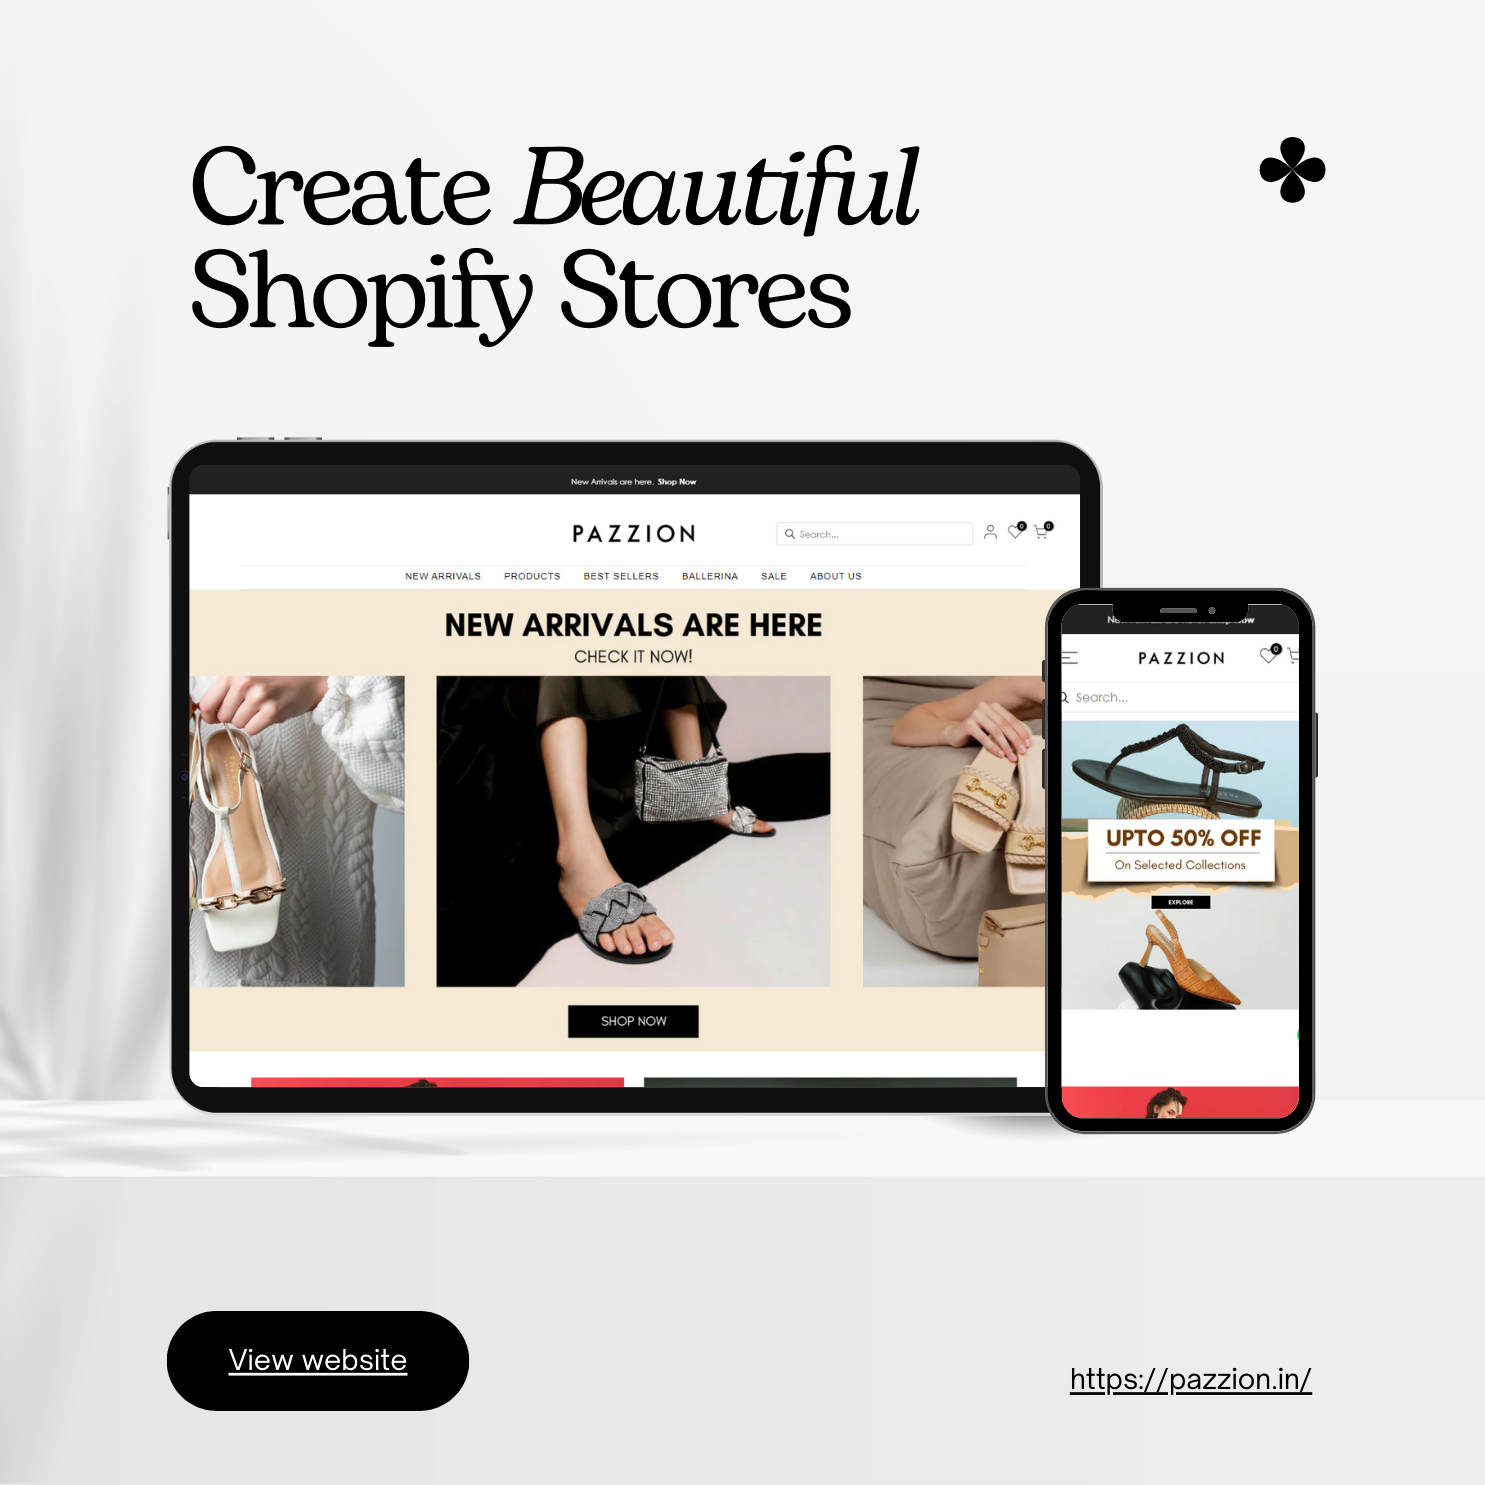 Create Beautiful
Shopify Stores
New Arrivals are here. Shop Now
PAZZION
Search...
0
0
NEW ARRIVALS PRODUCTS BEST SELLERS BALLERINA SALE ABOUT US
NEW ARRIVALS ARE HERE
CHECK IT NOW!
SHOP NOW
PAZZION
0
Search...
UPTO 50% OFF
On Selected Collections
EXPLORE
View website
https://pazzion.in/